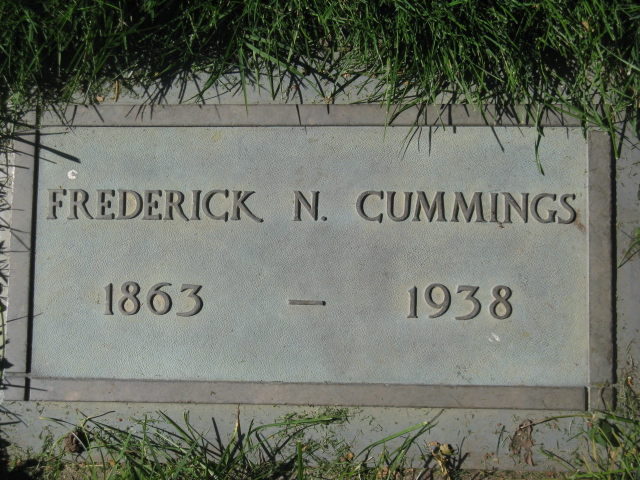 FREDERICK N. CUMMINGS
1863 — 1938